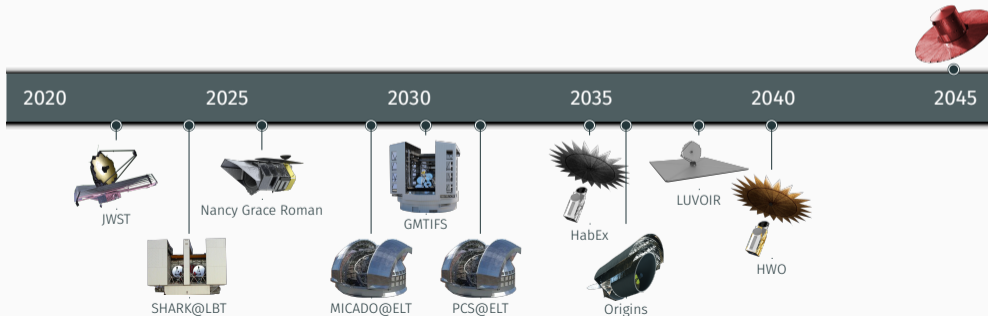 2020 2025 2030 2035 2040 2045
JWST
Nancy Grace Roman
GMTIFS
HabEx
LUVOIR
HWO
SHARK@LBT
MICADO@ELT
PCS@ELT
Origins